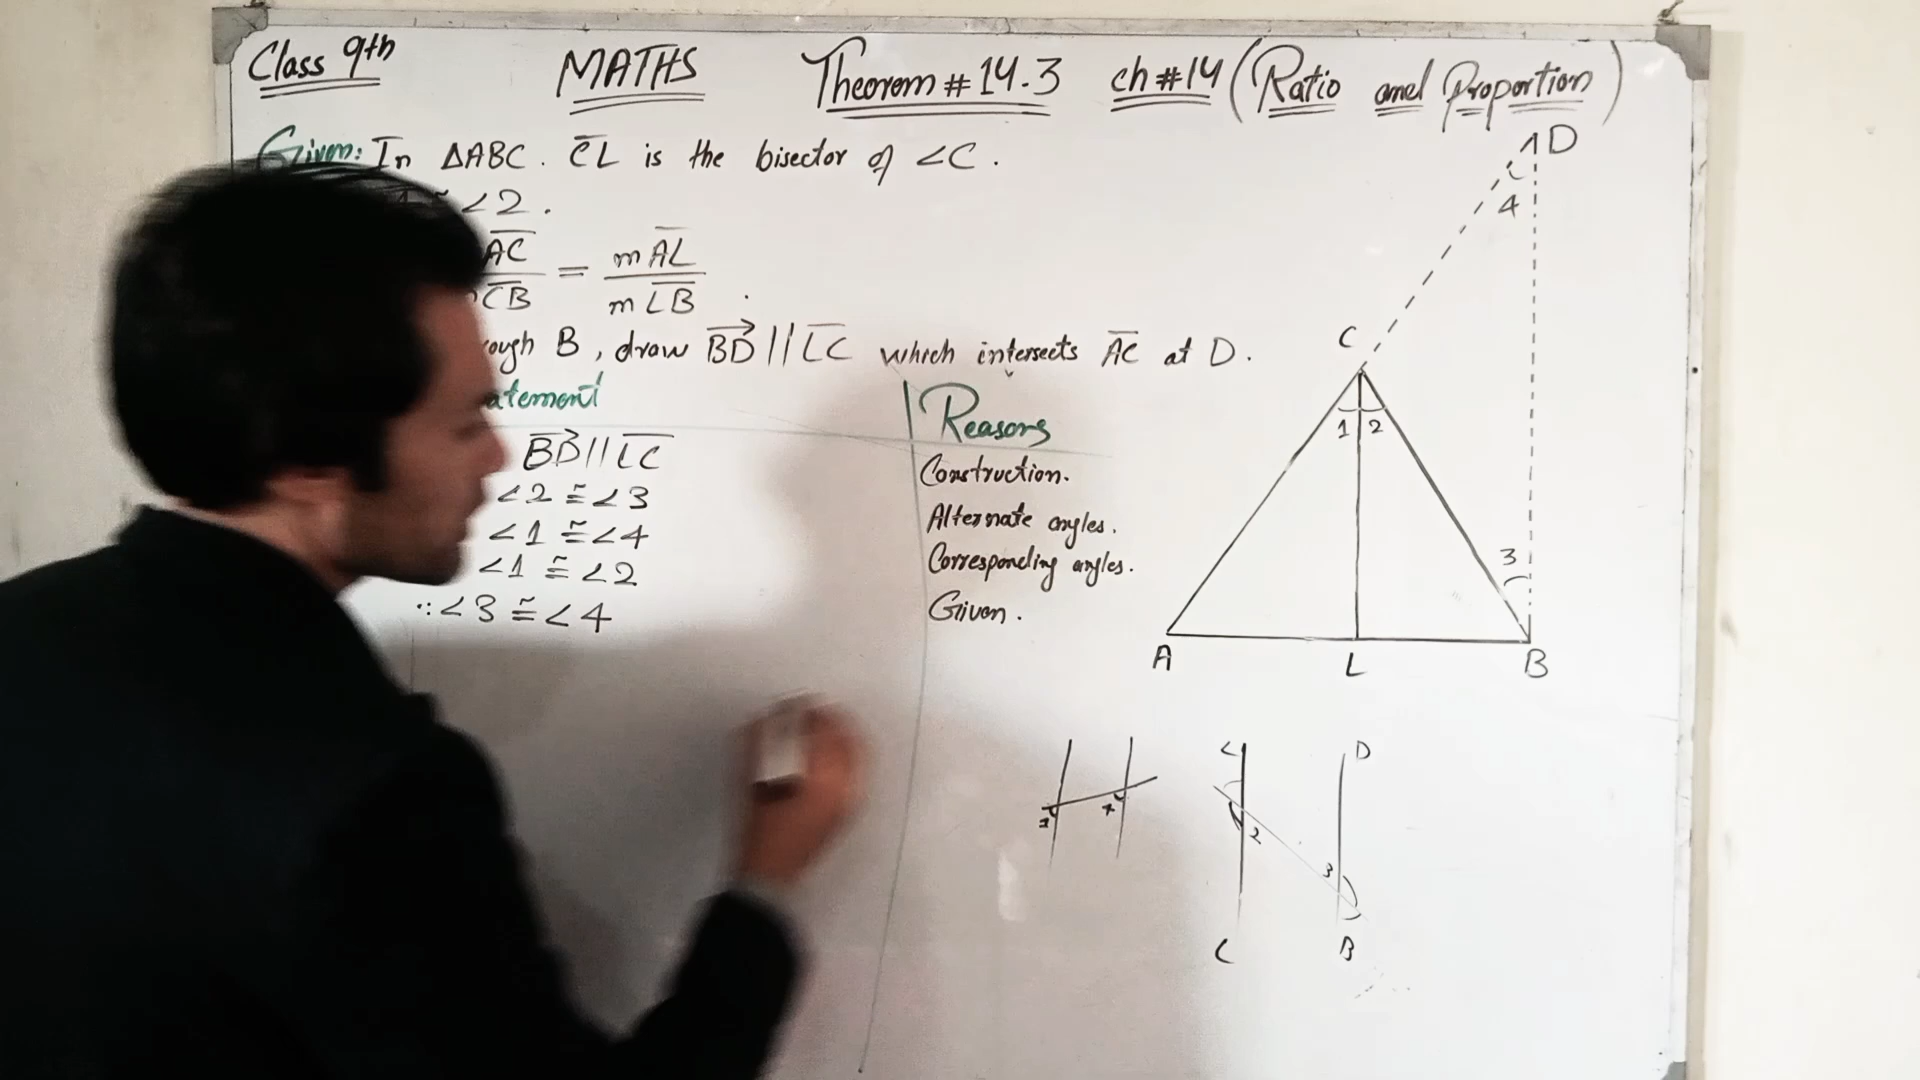 Class 9th MATHS Theorem # 14.3 ch #14 (Ratio and Proportion)
Given: In ΔABC. CL is the bisector of <C.
<2.
AC = mAL
CB mLB .
ough B, draw BD // LC which intersects AC at D.
atement Reasons
BD // LC Construction.
<2 ≅ <3 Alternate angles.
<1 ≅ <4 Corresponding angles.
<1 ≅ <2 Given.
∴ <3 ≅ <4
D
4
C
1 2
3
A L B
L D
2
3
C B